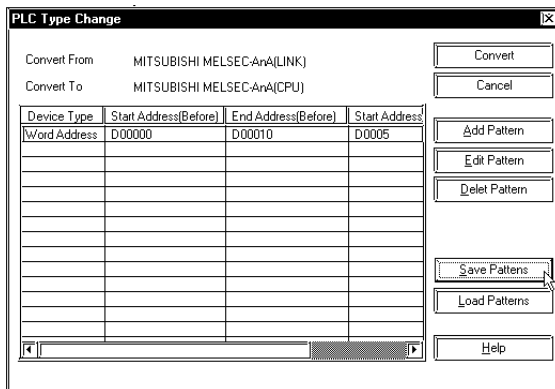 PLC Type Change
Convert From MITSUBISHI MELSEC-AnA(LINK)
Convert To MITSUBISHI MELSEC-AnA(CPU)
Device Type Start Address(Before) End Address(Before) Start Address
Word Address D00000 D00010 D0005
Convert
Cancel
Add Pattern
Edit Pattern
Delet Pattern
Save Pattens
Load Patterns
Help